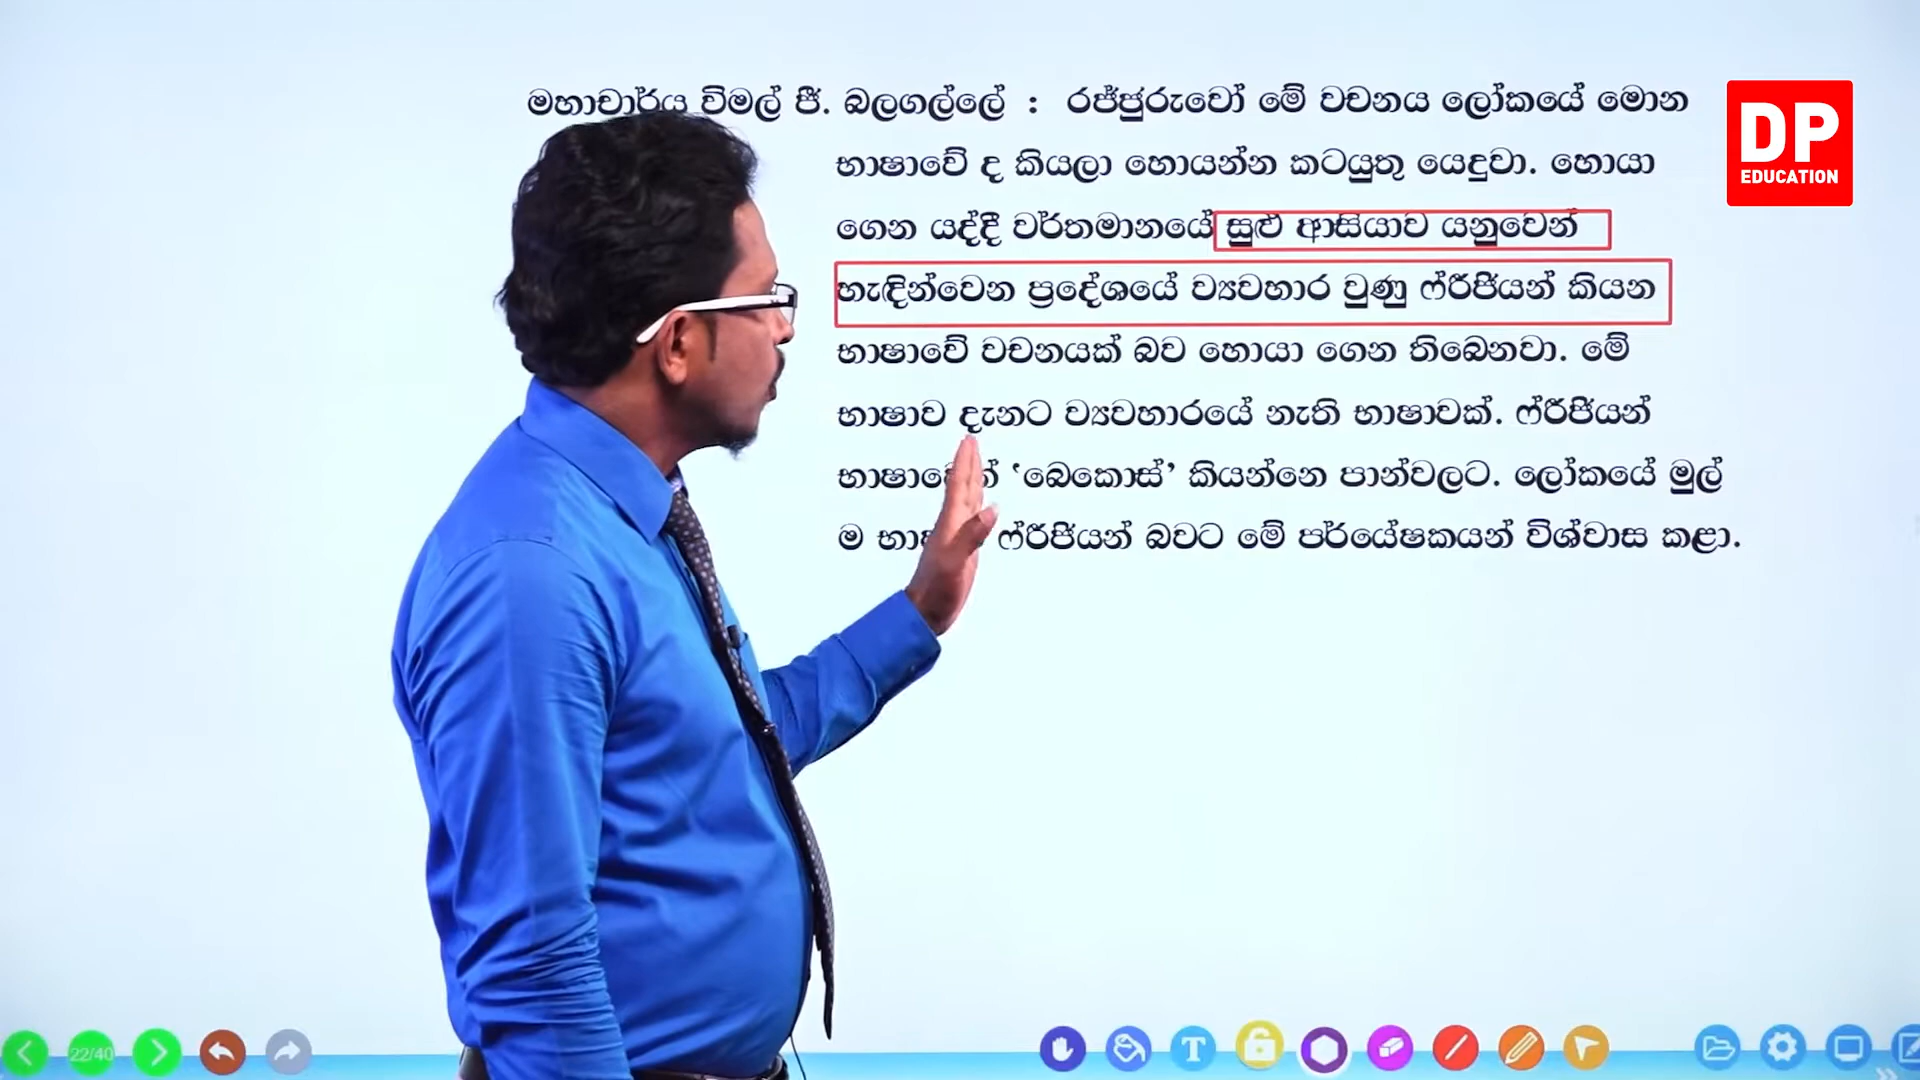 මහාචාර්ය විමල් ජී. බලගල්ලේ : රජ්ජුරුවෝ මේ වචනය ලෝකයේ මොන
භාෂාවේ ද කියලා හොයන්න කටයුතු යෙදුවා. හොයා
ගෙන යද්දී වර්තමානයේ සුළු ආසියාව යනුවෙන්
හැඳින්වෙන ප්‍රදේශයේ ව්‍යවහාර වුණු ෆ්රීජියන් කියන
භාෂාවේ වචනයක් බව හොයා ගෙන තිබෙනවා. මේ
භාෂාව දැනට ව්‍යවහාරයේ නැති භාෂාවක්. ෆ්රීජියන්
‘බෙකොස්’ කියන්නෙ පාන්වලට. ලෝකයේ මුල්
ම ෆ්රීජියන් බවට මේ පර්යේෂකයන් විශ්වාස කළා.
DP
EDUCATION
22/40
T